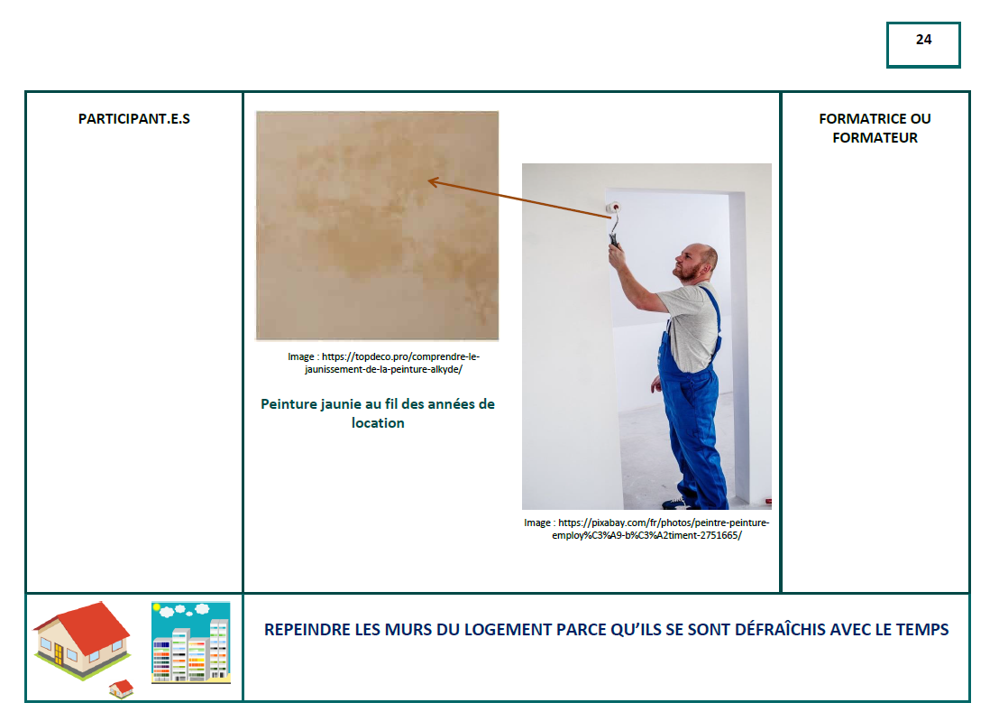 24
PARTICIPANT.E.S
FORMATRICE OU
FORMATEUR
Image : https://topdeco.pro/comprendre-le-
jaunissement-de-la-peinture-alkyde/
Peinture jaunie au fil des années de
location
Image : https://pixabay.com/fr/photos/peintre-peinture-
employ%C3%A9-b%C3%A2timent-2751665/
REPEINDRE LES MURS DU LOGEMENT PARCE QU’ILS SE SONT DÉFRAÎCHIS AVEC LE TEMPS